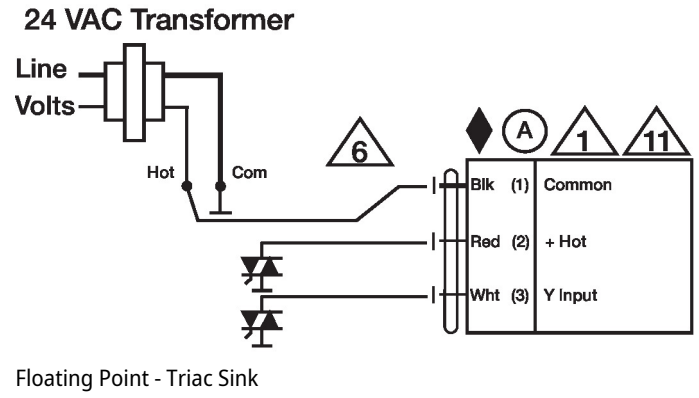 24 VAC Transformer
Line
Volts
Hot
Com
6
A
1
11
Blk (1) Common
Red (2) + Hot
Wht (3) Y Input
Floating Point - Triac Sink